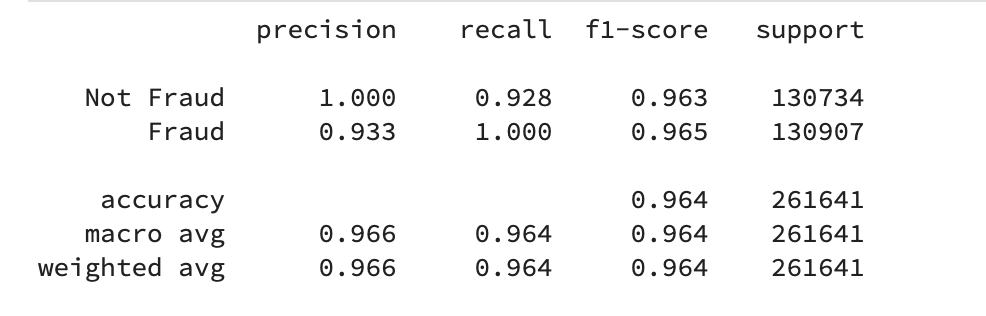 precision recall f1-score support
Not Fraud 1.000 0.928 0.963 130734
Fraud 0.933 1.000 0.965 130907
accuracy 0.964 261641
macro avg 0.966 0.964 0.964 261641
weighted avg 0.966 0.964 0.964 261641